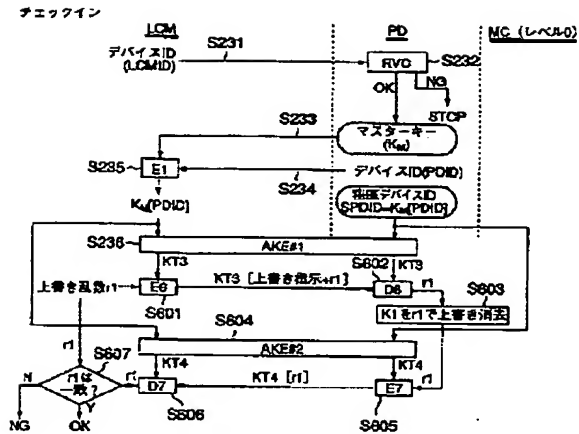 チェックイン
LCM
PD
MC (レベル0)
デバイスID
(LCMID)
S231
RVC
S232
OK
NG
STOP
S233
マスターキー
(KM)
S235
E1
デバイスID(PDID)
S234
KM[PDID]
秘匿デバイスID
SPDID=KM[PDID]
S236
AKE#1
KT3
KT3
S602
上書き乱数r1
E6
KT3 [上書き指示+r1]
D6
r1
S603
S601
K1をr1で上書き消去
S604
AKE#2
r1
S607
KT4
KT4
r1
N
r1は
一致?
r1
D7
KT4 [r1]
E7
Y
NG
OK
S606
S605